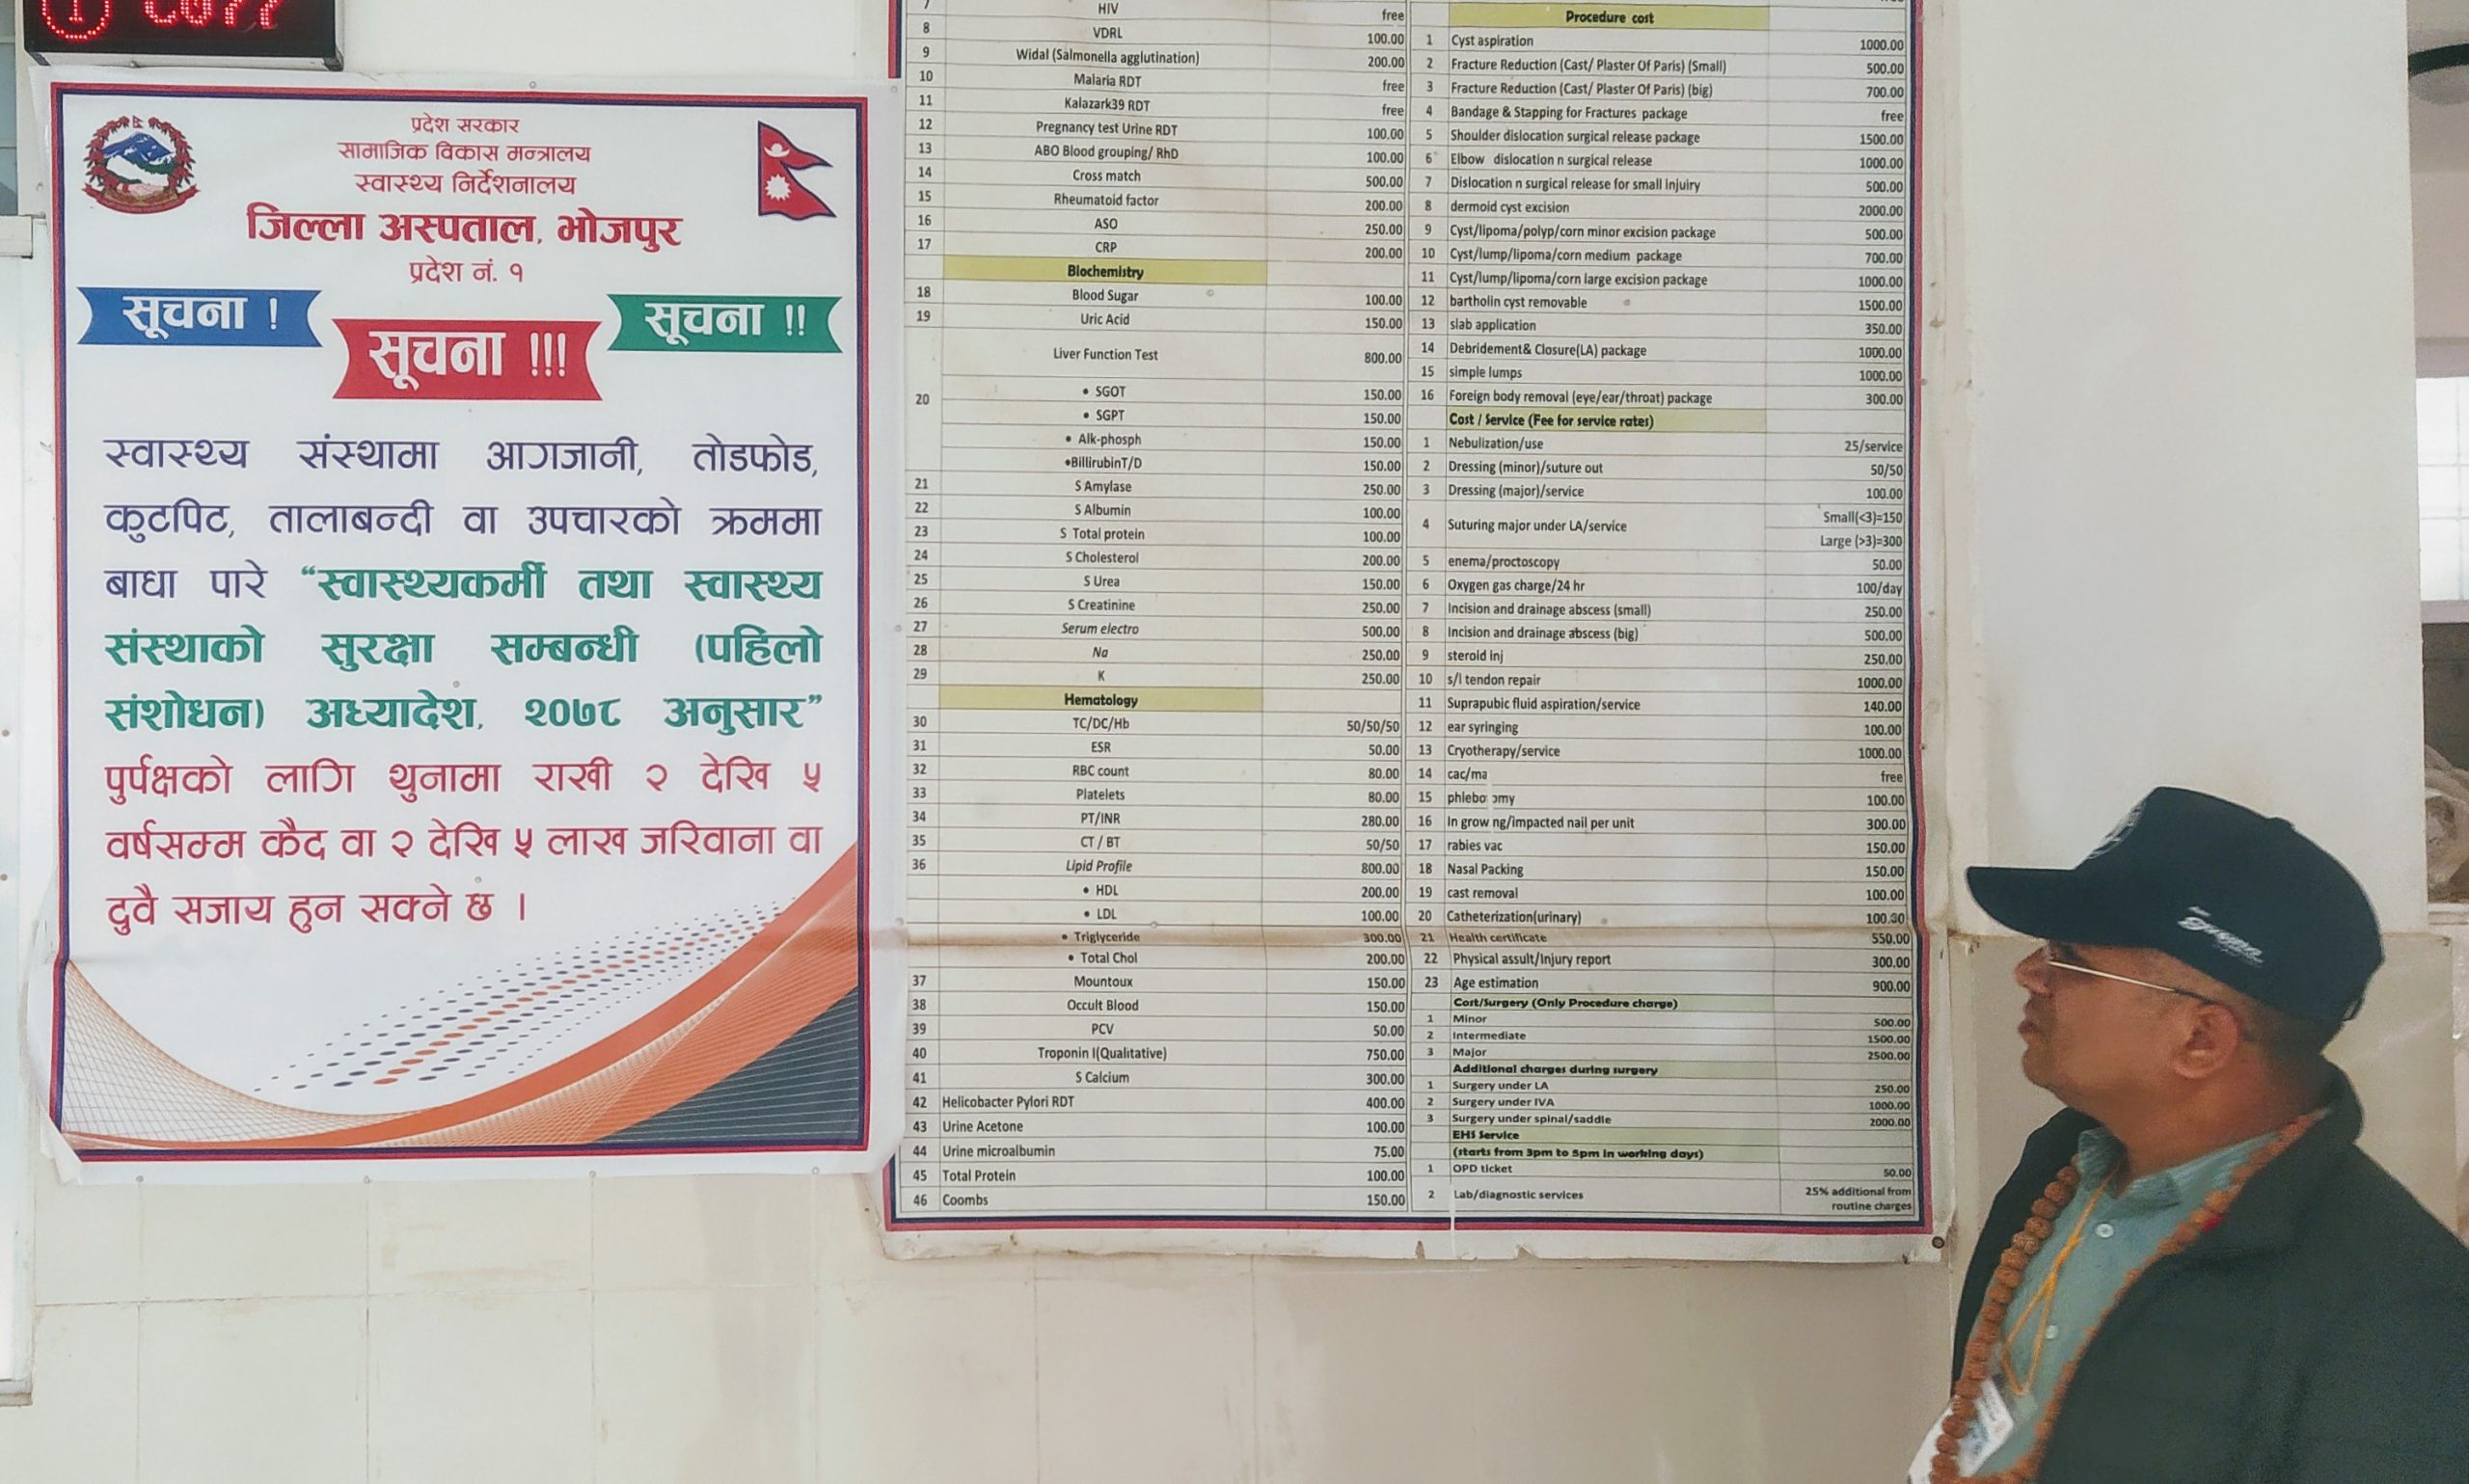 प्रदेश सरकार
सामाजिक विकास मन्त्रालय
स्वास्थ्य निर्देशनालय
जिल्ला अस्पताल, भोजपुर
प्रदेश नं. १
सूचना !
सूचना !!!
सूचना !!
स्वास्थ्य संस्थामा आगजानी, तोडफोड,
कुटपिट, तालाबन्दी वा उपचारको क्रममा
बाधा पारे “स्वास्थ्यकर्मी तथा स्वास्थ्य
संस्थाको सुरक्षा सम्बन्धी (पहिलो
संशोधन) अध्यादेश, २०७८ अनुसार”
पुर्पक्षको लागि थुनामा राखी २ देखि ५
वर्षसम्म कैद वा २ देखि ५ लाख जरिवाना वा
दुवै सजाय हुन सक्ने छ ।
7 HIV free
8 VDRL 100.00
9 Widal (Salmonella agglutination) 200.00
10 Malaria RDT free
11 Kalazark39 RDT free
12 Pregnancy test Urine RDT 100.00
13 ABO Blood grouping/ RhD 100.00
14 Cross match 500.00
15 Rheumatoid factor 200.00
16 ASO 250.00
17 CRP 200.00
Biochemistry
18 Blood Sugar 100.00
19 Uric Acid 150.00
Liver Function Test 800.00
20 • SGOT 150.00
• SGPT 150.00
• Alk-phosph 150.00
•BillirubinT/D 150.00
21 S Amylase 250.00
22 S Albumin 100.00
23 S Total protein 100.00
24 S Cholesterol 200.00
25 S Urea 150.00
26 S Creatinine 250.00
27 Serum electro 500.00
28 Na 250.00
29 K 250.00
Hematology
30 TC/DC/Hb 50/50/50
31 ESR 50.00
32 RBC count 80.00
33 Platelets 80.00
34 PT/INR 280.00
35 CT / BT 50/50
36 Lipid Profile 800.00
• HDL 200.00
• LDL 100.00
• Triglyceride 300.00
• Total Chol 200.00
37 Mountoux 150.00
38 Occult Blood 150.00
39 PCV 50.00
40 Troponin I(Qualitative) 750.00
41 S Calcium 300.00
42 Helicobacter Pylori RDT 400.00
43 Urine Acetone 100.00
44 Urine microalbumin 75.00
45 Total Protein 100.00
46 Coombs 150.00
Procedure cost
1 Cyst aspiration 1000.00
2 Fracture Reduction (Cast/ Plaster Of Paris) (Small) 500.00
3 Fracture Reduction (Cast/ Plaster Of Paris) (big) 700.00
4 Bandage & Stapping for Fractures package free
5 Shoulder dislocation surgical release package 1500.00
6 Elbow dislocation n surgical release 1000.00
7 Dislocation n surgical release for small Injuiry 500.00
8 dermoid cyst excision 2000.00
9 Cyst/lipoma/polyp/corn minor excision package 500.00
10 Cyst/lump/lipoma/corn medium package 700.00
11 Cyst/lump/lipoma/corn large excision package 1000.00
12 bartholin cyst removable 1500.00
13 slab application 350.00
14 Debridement& Closure(LA) package 1000.00
15 simple lumps 1000.00
16 Foreign body removal (eye/ear/throat) package 300.00
Cost / Service (Fee for service rates)
1 Nebulization/use 25/service
2 Dressing (minor)/suture out 50/50
3 Dressing (major)/service 100.00
4 Suturing major under LA/service Small(<3)=150
Large (>3)=300
5 enema/proctoscopy 50.00
6 Oxygen gas charge/24 hr 100/day
7 Incision and drainage abscess (small) 250.00
8 Incision and drainage abscess (big) 500.00
9 steroid inj 250.00
10 s/l tendon repair 1000.00
11 Suprapubic fluid aspiration/service 140.00
12 ear syringing 100.00
13 Cryotherapy/service 1000.00
14 cac/ma free
15 100.00
16 nail per unit 300.00
17 rabies vac 150.00
18 Nasal Packing 150.00
19 cast removal 100.00
20 Catheterization(urinary)
21 Health certificate 550.00
22 Physical assult/Injury report 300.00
23 Age estimation 900.00
Cort/Surgery (Only Procedure charge)
1 Minor 500.00
2 Intermediate 1500.00
3 Major 2500.00
Additional charges during surgery
1 Surgery under LA 250.00
2 Surgery under IVA 1000.00
3 Surgery under spinal/saddle 2000.00
EHS Service
(starts from 3pm to 5pm in working days)
1 OPD ticket 50.00
2 Lab/diagnostic services 25% additional from
routine charges